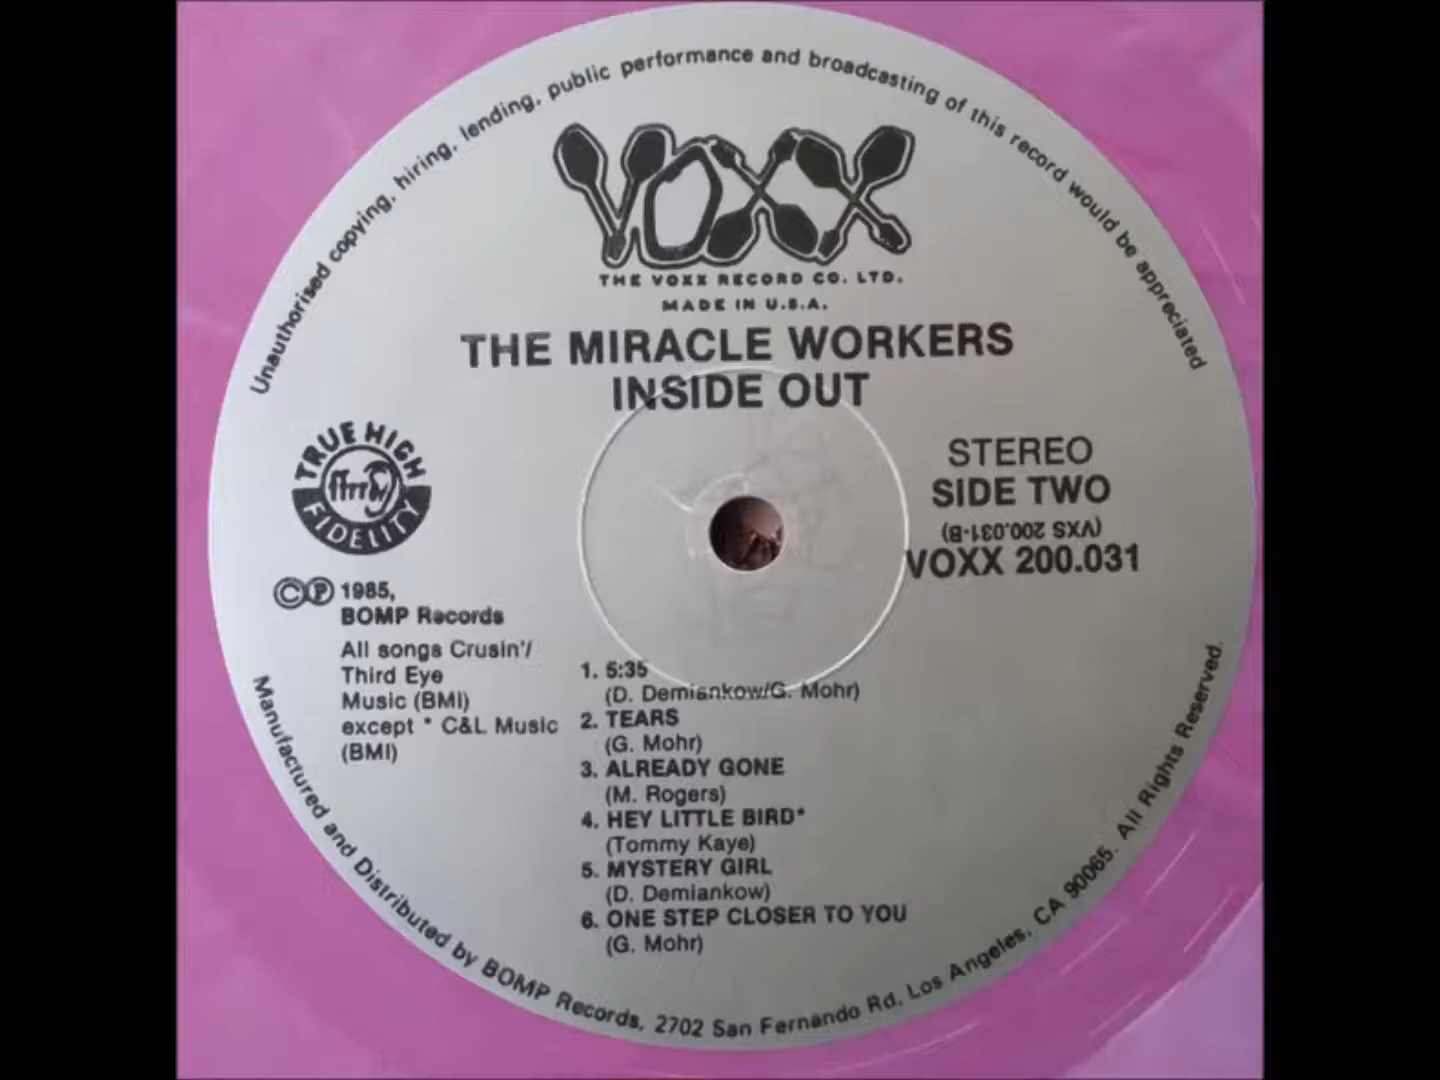 Unauthorised copying, hiring, lending, public performance and broadcasting of this record would be appreciated
VOXX
THE VOXX RECORD CO. LTD.
MADE IN U.S.A.
THE MIRACLE WORKERS
INSIDE OUT
TRUE HIGH
FIDELITY
STEREO
SIDE TWO
(VXS 200.031-B)
VOXX 200.031
©℗ 1985,
BOMP Records
All songs Crusin'/
Third Eye
Music (BMI)
except * C&L Music
(BMI)
1. 5:35
(D. Demiankow/G. Mohr)
2. TEARS
(G. Mohr)
3. ALREADY GONE
(M. Rogers)
4. HEY LITTLE BIRD*
(Tommy Kaye)
5. MYSTERY GIRL
(D. Demiankow)
6. ONE STEP CLOSER TO YOU
(G. Mohr)
Manufactured and Distributed by BOMP Records, 2702 San Fernando Rd. Los Angeles, CA 90065. All Rights Reserved.